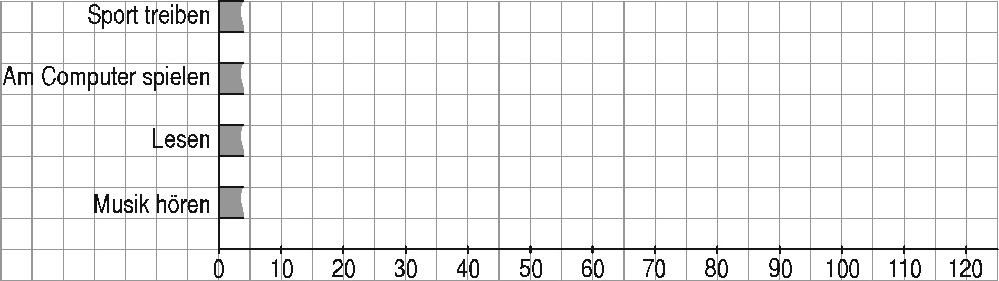 Sport treiben
Am Computer spielen
Lesen
Musik hören
0 10 20 30 40 50 60 70 80 90 100 110 120